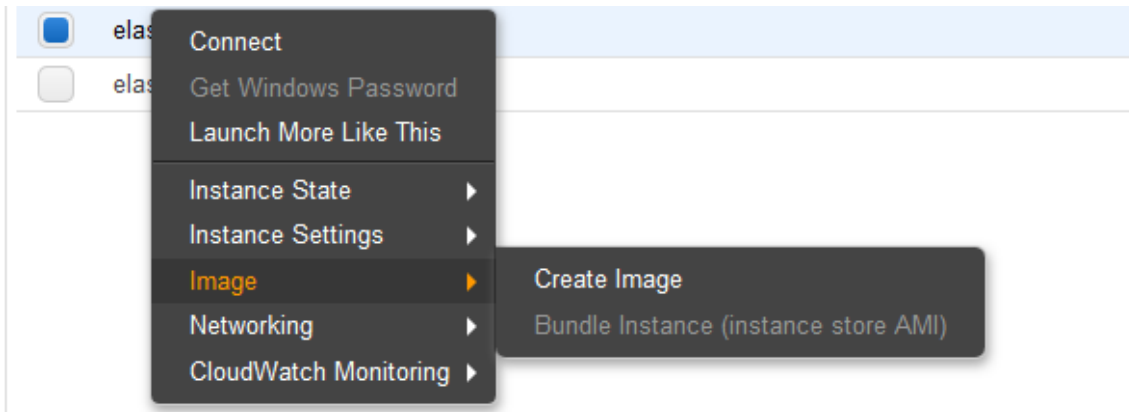 elas
Connect
elas
Get Windows Password
Launch More Like This
Instance State
Instance Settings
Image
Create Image
Networking
Bundle Instance (instance store AMI)
CloudWatch Monitoring